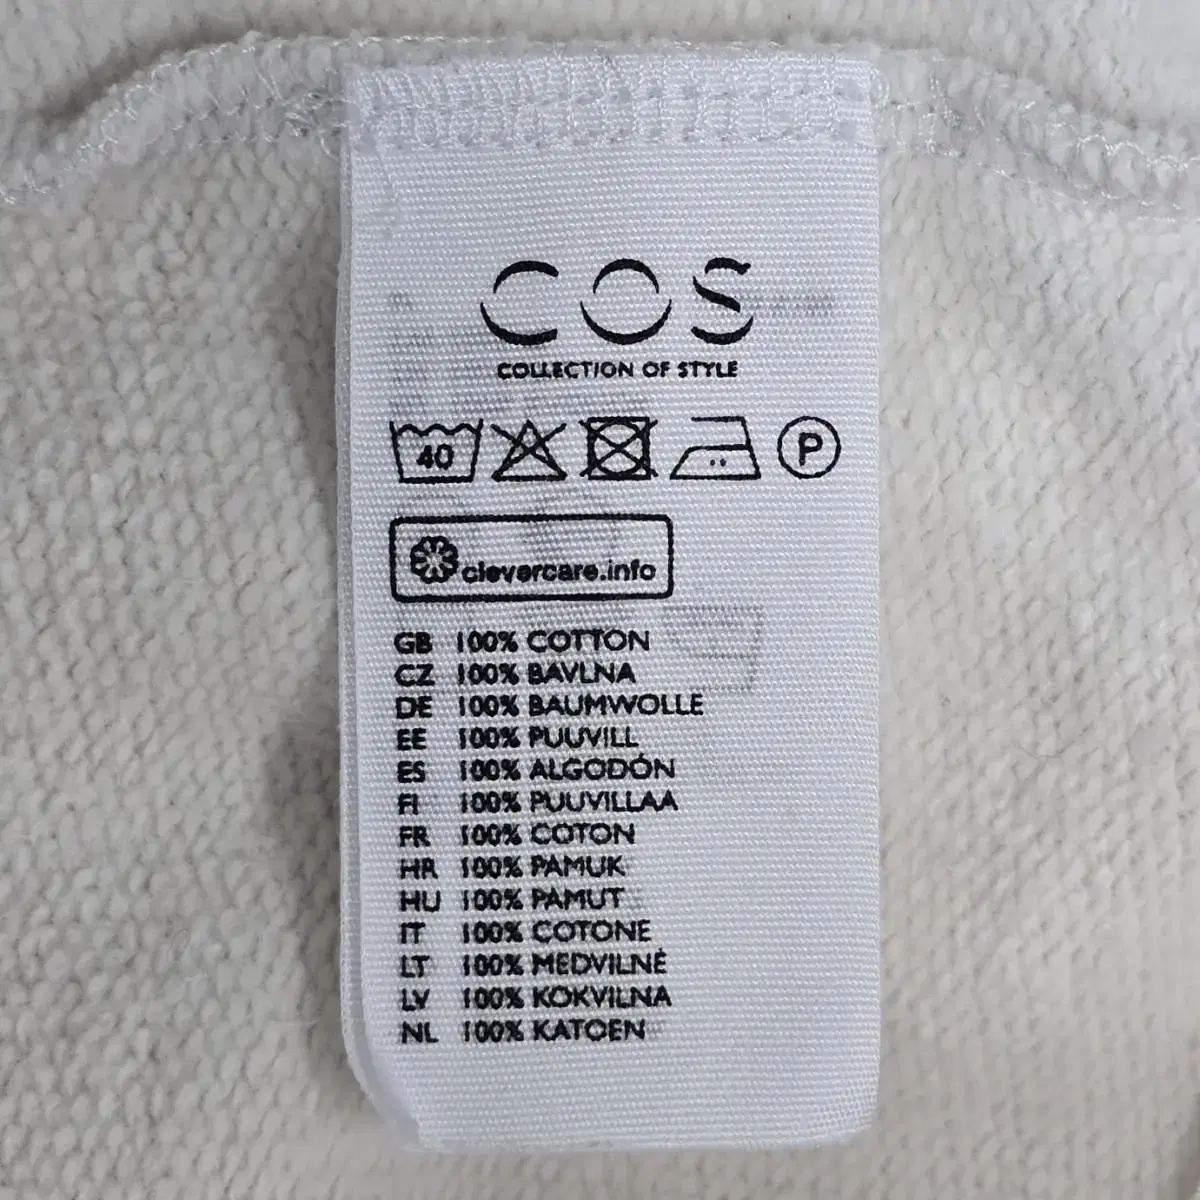 COS
COLLECTION OF STYLE
40 P
clevercare.info
GB 100% COTTON
CZ 100% BAVLNA
DE 100% BAUMWOLLE
EE 100% PUUVILL
ES 100% ALGODÓN
FI 100% PUUVILLAA
FR 100% COTON
HR 100% PAMUK
HU 100% PAMUT
IT 100% COTONE
LT 100% MEDVILNĖ
LV 100% KOKVILNA
NL 100% KATOEN